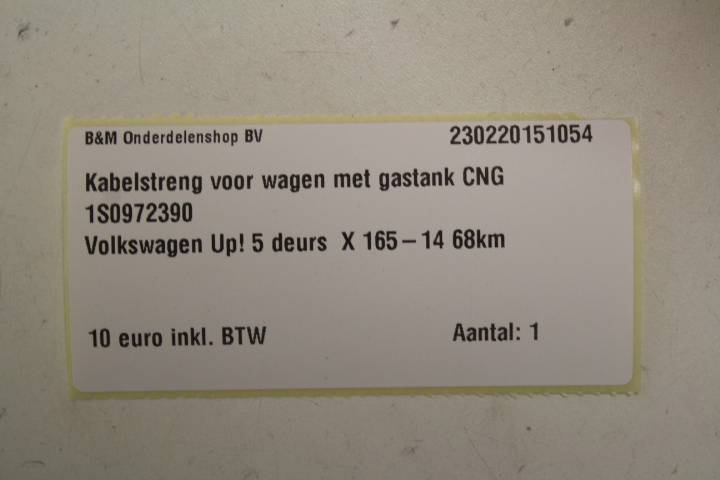 B&M Onderdelenshop BV 230220151054
Kabelstreng voor wagen met gastank CNG
1S0972390
Volkswagen Up! 5 deurs X 165 – 14 68km
10 euro inkl. BTW Aantal: 1